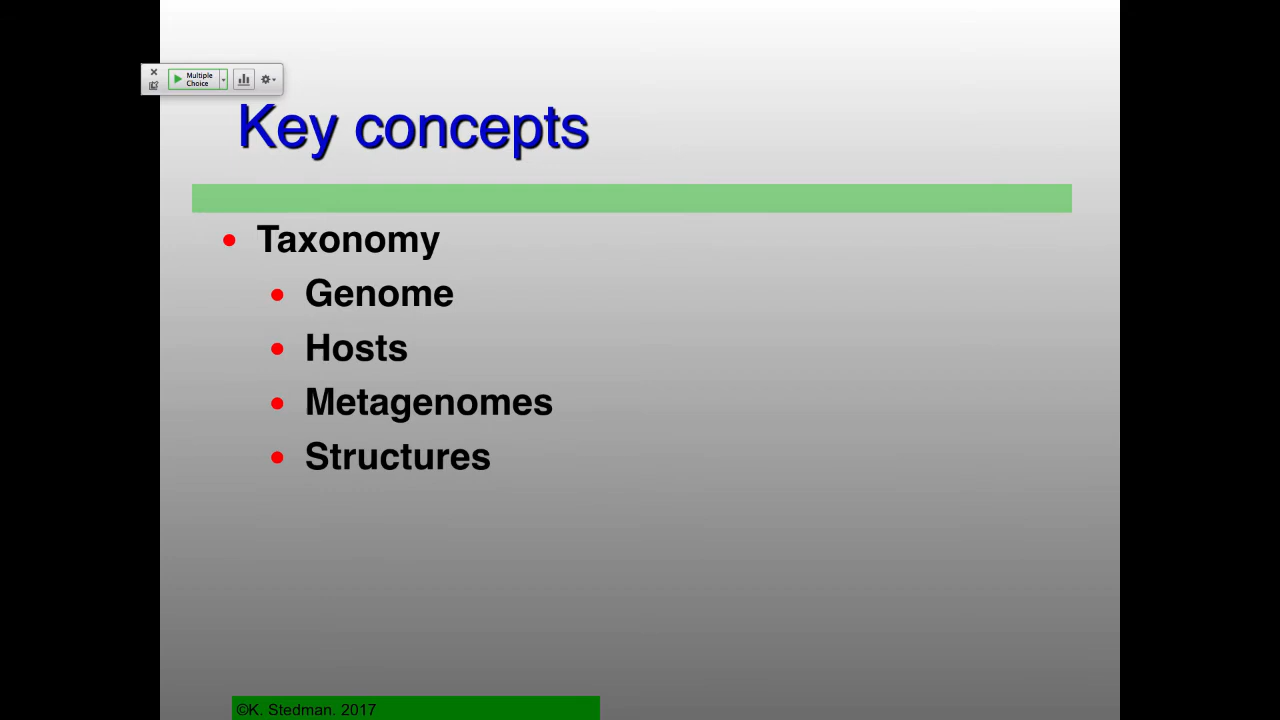 Multiple
Choice
Key concepts
Taxonomy
Genome
Hosts
Metagenomes
Structures
©K. Stedman. 2017